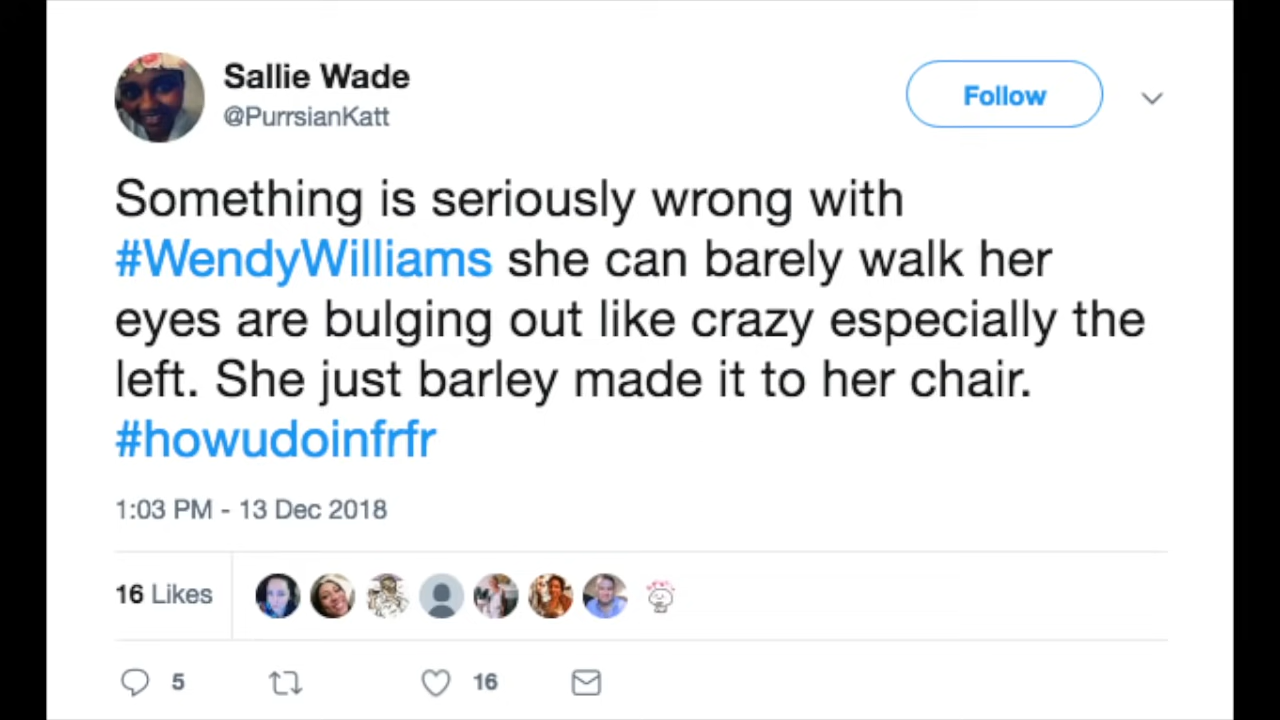 Sallie Wade
@PurrsianKatt
Follow
Something is seriously wrong with
#WendyWilliams she can barely walk her
eyes are bulging out like crazy especially the
left. She just barley made it to her chair.
#howudoinfrfr
1:03 PM - 13 Dec 2018
16 Likes
5
16